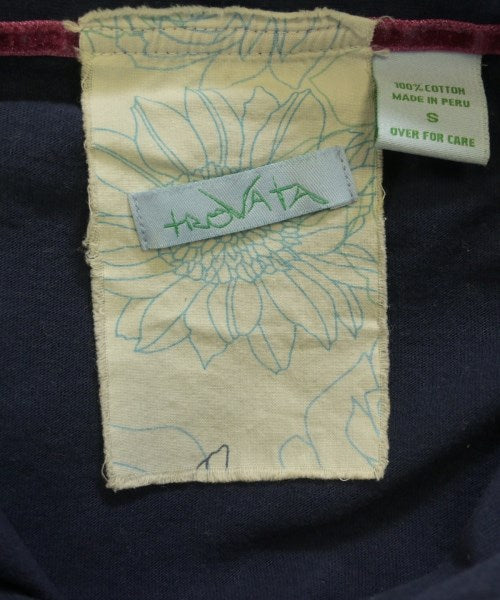 trovata
100% COTTON
MADE IN PERU
S
OVER FOR CARE